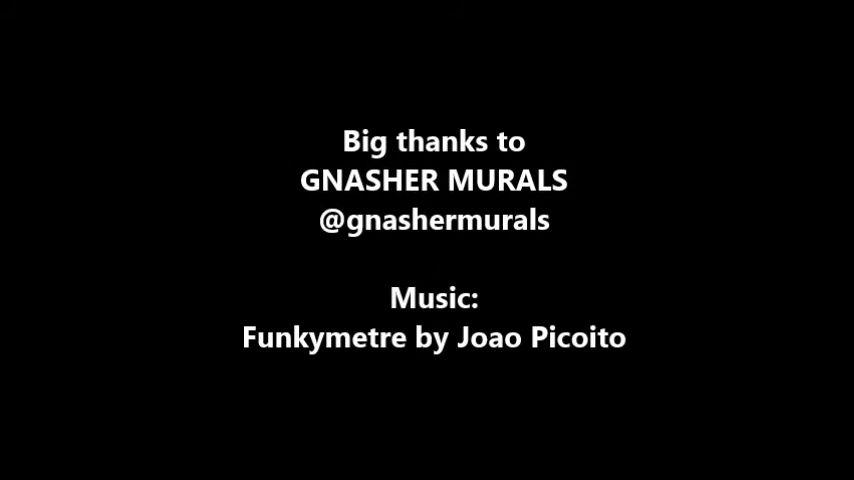 Big thanks to
GNASHER MURALS
@gnashermurals
Music:
Funkymetre by Joao Picoito